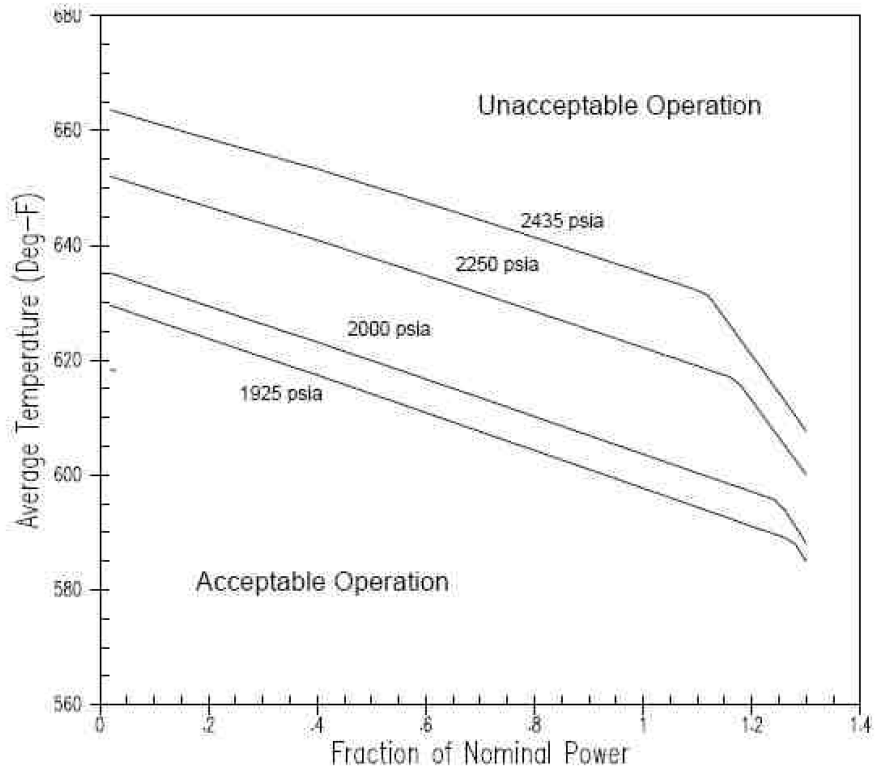 680
Unacceptable Operation
660
2435 psia
640
2250 psia
2000 psia
620
1925 psia
600
Acceptable Operation
580
560
0 .2 .4 .6 .8 1 1.2 1.4
Fraction of Nominal Power
Average Temperature (Deg-F)